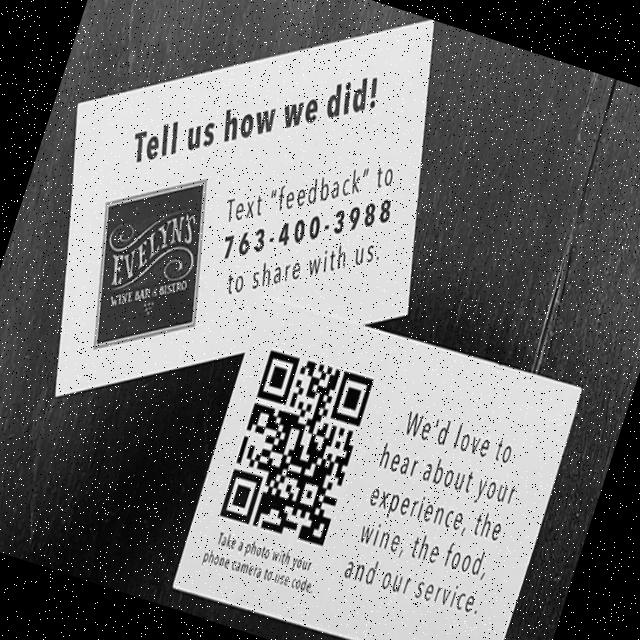 Tell us how we did!
EVELYN'S
WINE BAR & BISTRO
Text "feedback" to
763-400-3988
to share with us.
We'd love to
hear about your
experience, the
wine, the food,
and our service.
Take a photo with your
phone camera to use code.